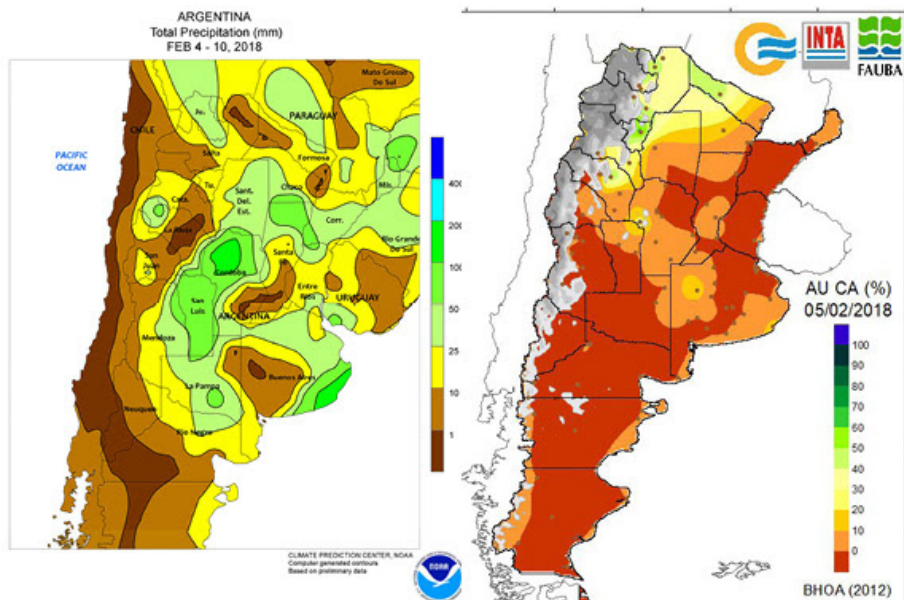 ARGENTINA
Total Precipitation (mm)
FEB 4 - 10, 2018
Mato Grosso
Do Sul
PARAGUAY
CHILE
PACIFIC
OCEAN
Salta
Formosa
Tu.
Chaco
Mis.
Sant.
Del.
Est.
Cata.
Corr.
La Rioja
Rio Grande
Do Sul
San
Juan
Cordoba
Santa
Fe
Entre
Rios
URUGUAY
San
Luis
ARGENTINA
Mendoza
La Pampa
Buenos Aires
Neuquen
Rio Negro
400
200
100
50
25
10
1
CLIMATE PREDICTION CENTER, NOAA
Computer generated contours
Based on preliminary data
NOAA
INTA
FAUBA
AU CA (%)
05/02/2018
100
90
80
70
60
50
40
30
20
10
0
BHOA (2012)